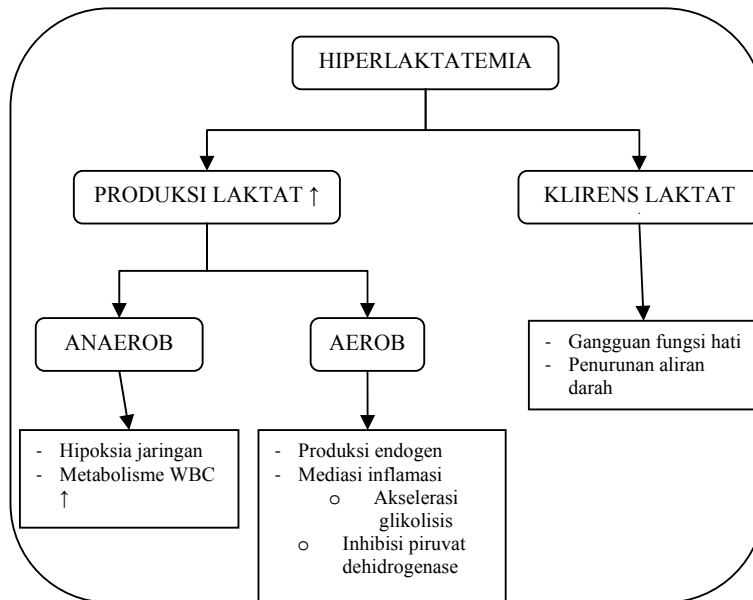 HIPERLAKTATEMIA
PRODUKSI LAKTAT ↑
KLIRENS LAKTAT
ANAEROB
AEROB
- Gangguan fungsi hati
- Penurunan aliran
darah
- Hipoksia jaringan
- Metabolisme WBC
↑
- Produksi endogen
- Mediasi inflamasi
o Akselerasi
glikolisis
o Inhibisi piruvat
dehidrogenase